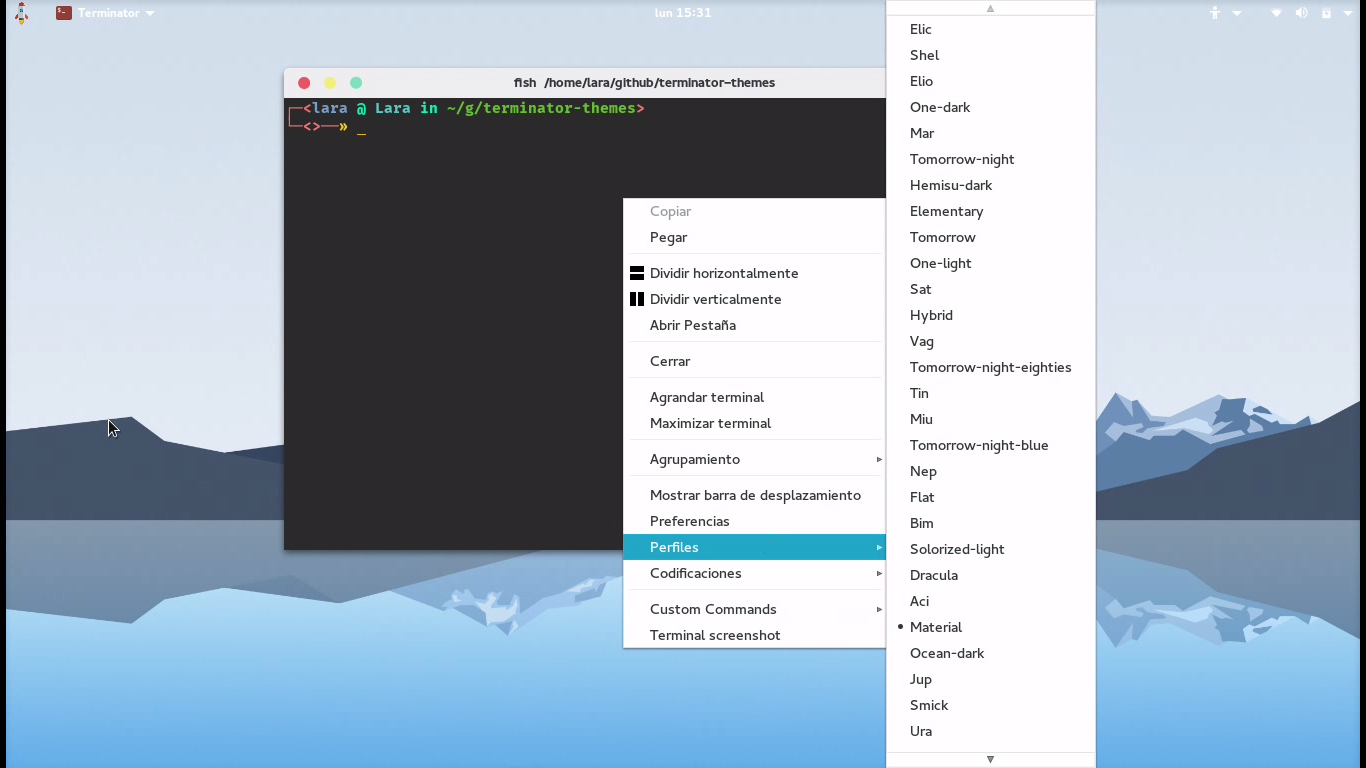 Terminator
lun 15:31
fish /home/lara/github/terminator-themes
<lara @ Lara in ~/g/terminator-themes>
<>—» _
Copiar
Pegar
Dividir horizontalmente
Dividir verticalmente
Abrir Pestaña
Cerrar
Agrandar terminal
Maximizar terminal
Agrupamiento
Mostrar barra de desplazamiento
Preferencias
Perfiles
Codificaciones
Custom Commands
Terminal screenshot
Elic
Shel
Elio
One-dark
Mar
Tomorrow-night
Hemisu-dark
Elementary
Tomorrow
One-light
Sat
Hybrid
Vag
Tomorrow-night-eighties
Tin
Miu
Tomorrow-night-blue
Nep
Flat
Bim
Solorized-light
Dracula
Aci
Material
Ocean-dark
Jup
Smick
Ura